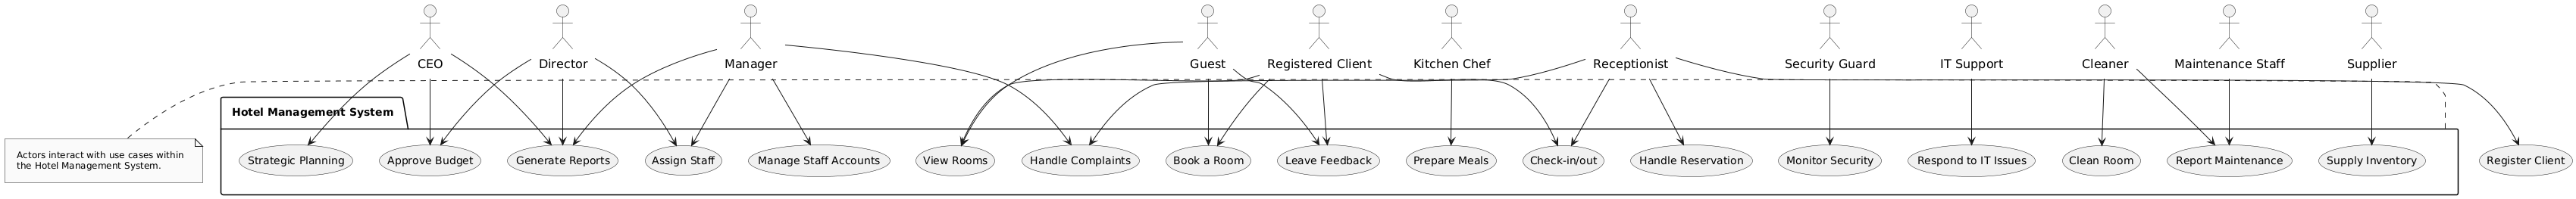 CEO
Director
Manager
Guest
Registered Client
Kitchen Chef
Receptionist
Security Guard
IT Support
Cleaner
Maintenance Staff
Supplier
Hotel Management System
Actors interact with use cases within
the Hotel Management System.
Strategic Planning
Approve Budget
Generate Reports
Assign Staff
Manage Staff Accounts
View Rooms
Handle Complaints
Book a Room
Leave Feedback
Prepare Meals
Check-in/out
Handle Reservation
Monitor Security
Respond to IT Issues
Clean Room
Report Maintenance
Supply Inventory
Register Client